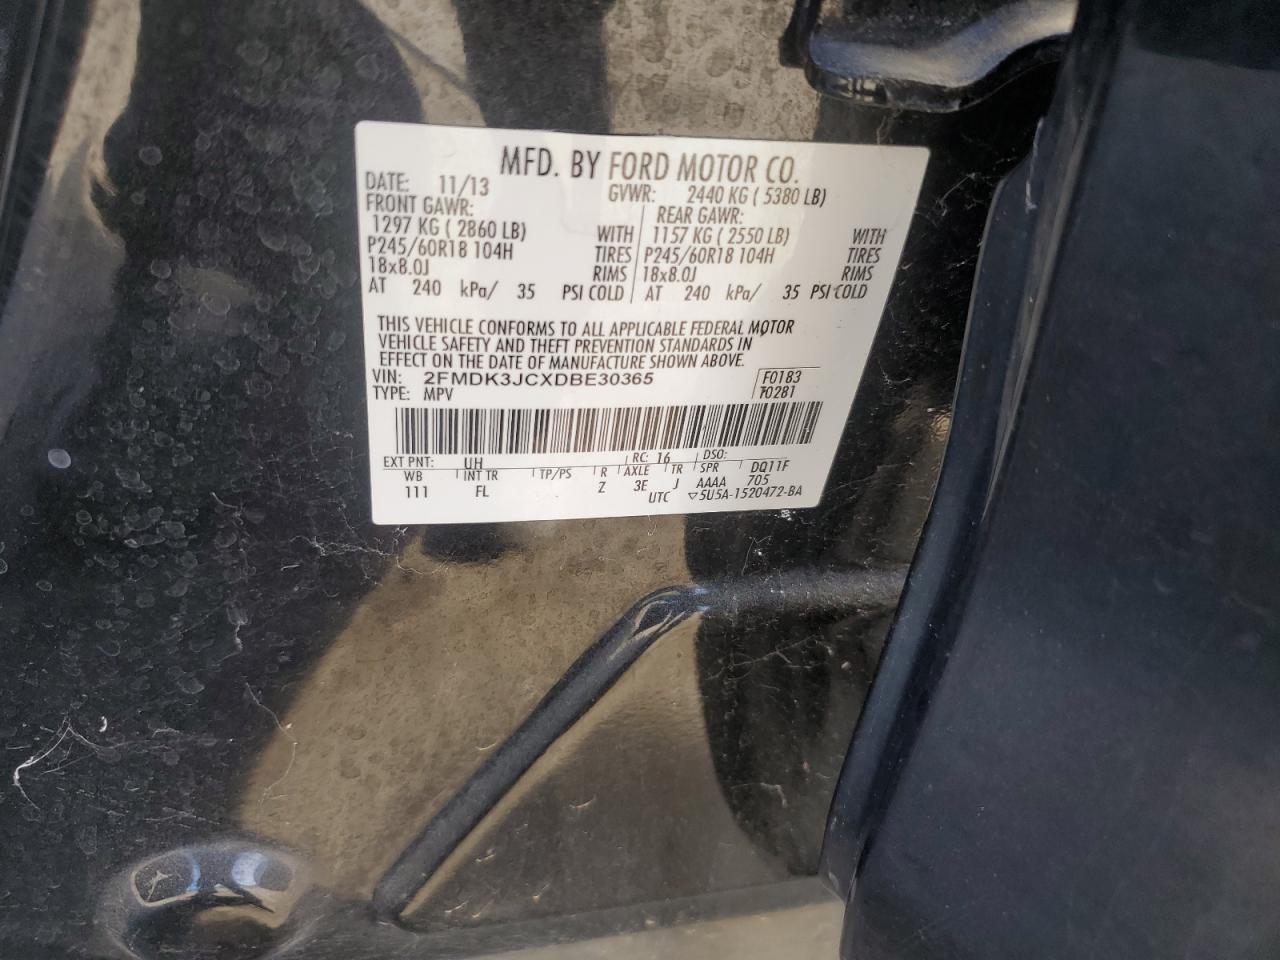 MFD. BY FORD MOTOR CO.
DATE: 11/13 GVWR: 2440 KG ( 5380 LB)
FRONT GAWR: REAR GAWR:
1297 KG ( 2860 LB) WITH 1157 KG ( 2550 LB) WITH
P245/60R18 104H TIRES P245/60R18 104H TIRES
18x8.0J RIMS 18x8.0J RIMS
AT 240 kPa/ 35 PSI COLD AT 240 kPa/ 35 PSI COLD
THIS VEHICLE CONFORMS TO ALL APPLICABLE FEDERAL MOTOR
VEHICLE SAFETY AND THEFT PREVENTION STANDARDS IN
EFFECT ON THE DATE OF MANUFACTURE SHOWN ABOVE.
VIN: 2FMDK3JCXDBE30365 F0183
TYPE: MPV T0281
EXT PNT: UH RC: 16 DSO:
WB INT TR TP/PS R AXLE TR SPR DQ11F
111 FL Z 3E J AAAA 705
UTC ▽5U5A-1520472-BA